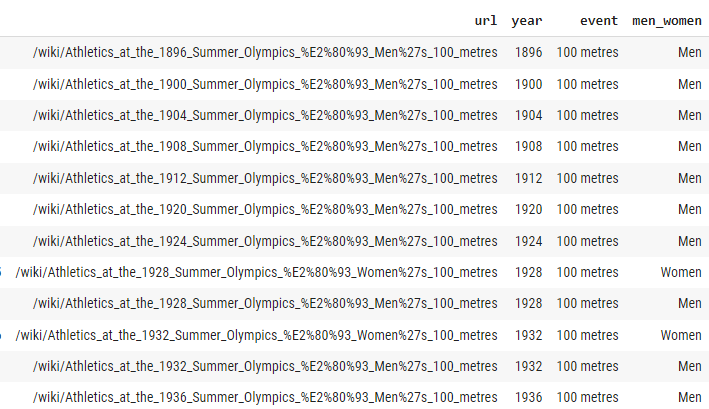 url year event men_women
/wiki/Athletics_at_the_1896_Summer_Olympics_%E2%80%93_Men%27s_100_metres 1896 100 metres Men
/wiki/Athletics_at_the_1900_Summer_Olympics_%E2%80%93_Men%27s_100_metres 1900 100 metres Men
/wiki/Athletics_at_the_1904_Summer_Olympics_%E2%80%93_Men%27s_100_metres 1904 100 metres Men
/wiki/Athletics_at_the_1908_Summer_Olympics_%E2%80%93_Men%27s_100_metres 1908 100 metres Men
/wiki/Athletics_at_the_1912_Summer_Olympics_%E2%80%93_Men%27s_100_metres 1912 100 metres Men
/wiki/Athletics_at_the_1920_Summer_Olympics_%E2%80%93_Men%27s_100_metres 1920 100 metres Men
/wiki/Athletics_at_the_1924_Summer_Olympics_%E2%80%93_Men%27s_100_metres 1924 100 metres Men
/wiki/Athletics_at_the_1928_Summer_Olympics_%E2%80%93_Women%27s_100_metres 1928 100 metres Women
/wiki/Athletics_at_the_1928_Summer_Olympics_%E2%80%93_Men%27s_100_metres 1928 100 metres Men
/wiki/Athletics_at_the_1932_Summer_Olympics_%E2%80%93_Women%27s_100_metres 1932 100 metres Women
/wiki/Athletics_at_the_1932_Summer_Olympics_%E2%80%93_Men%27s_100_metres 1932 100 metres Men
/wiki/Athletics_at_the_1936_Summer_Olympics_%E2%80%93_Men%27s_100_metres 1936 100 metres Men